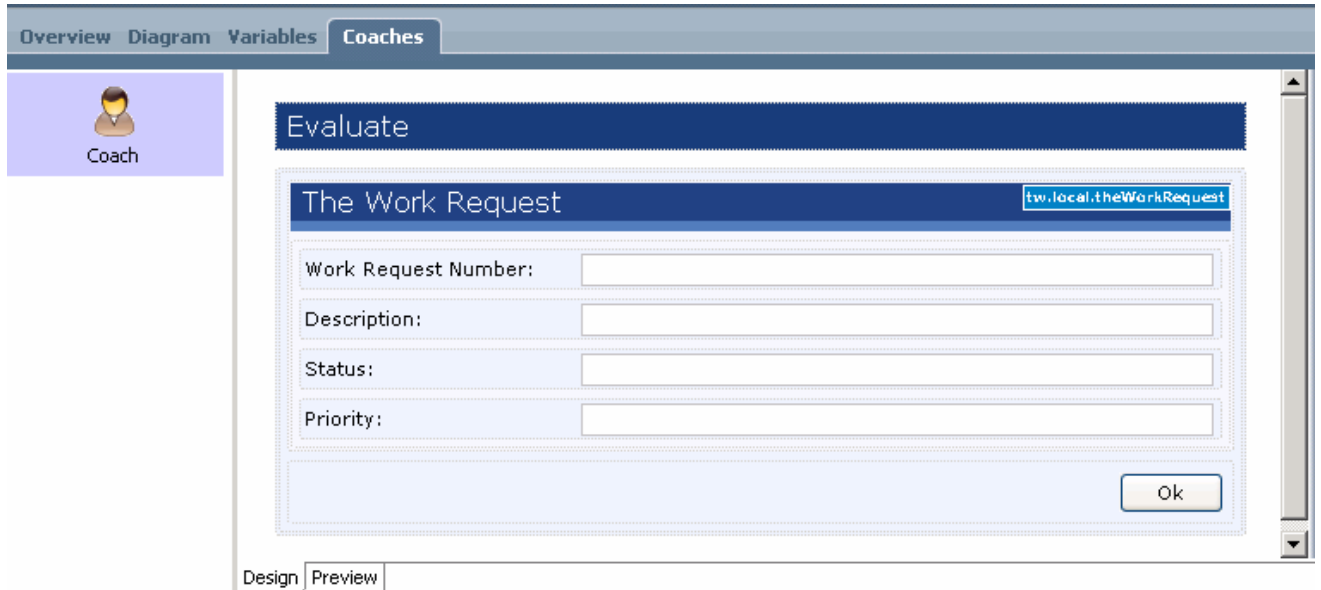 Overview Diagram Variables Coaches
Coach
Evaluate
The Work Request
tw.local.theWorkRequest
Work Request Number:
Description:
Status:
Priority:
Ok
Design Preview